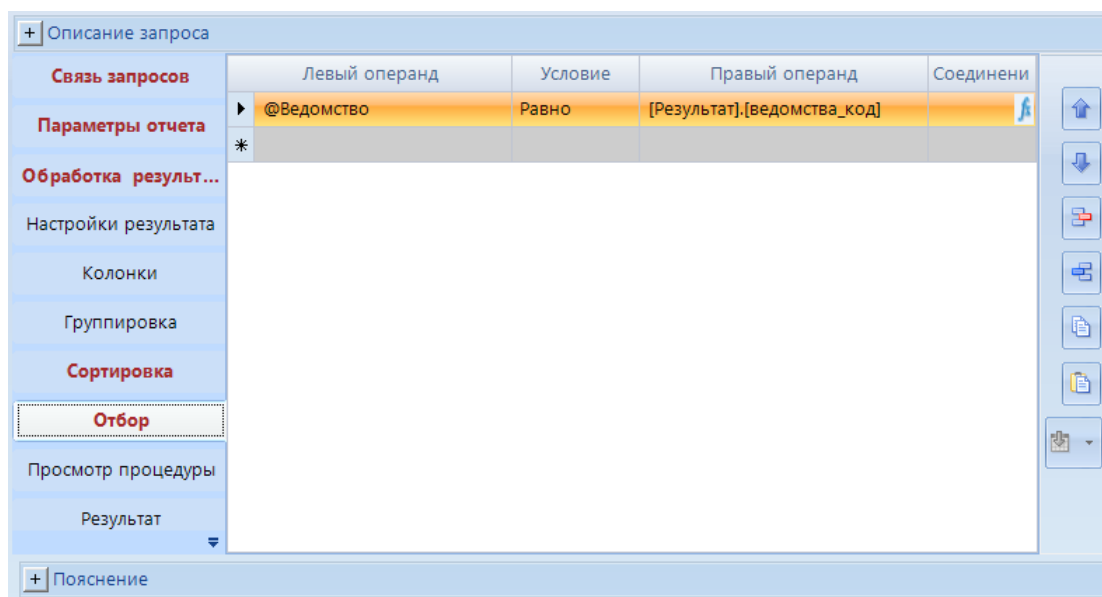 + Описание запроса
Связь запросов
Параметры отчета
Обработка результ...
Настройки результата
Колонки
Группировка
Сортировка
Отбор
Просмотр процедуры
Результат
Левый операнд Условие Правый операнд Соединени
@Ведомство Равно [Результат].[ведомства_код] fx
*
+ Пояснение